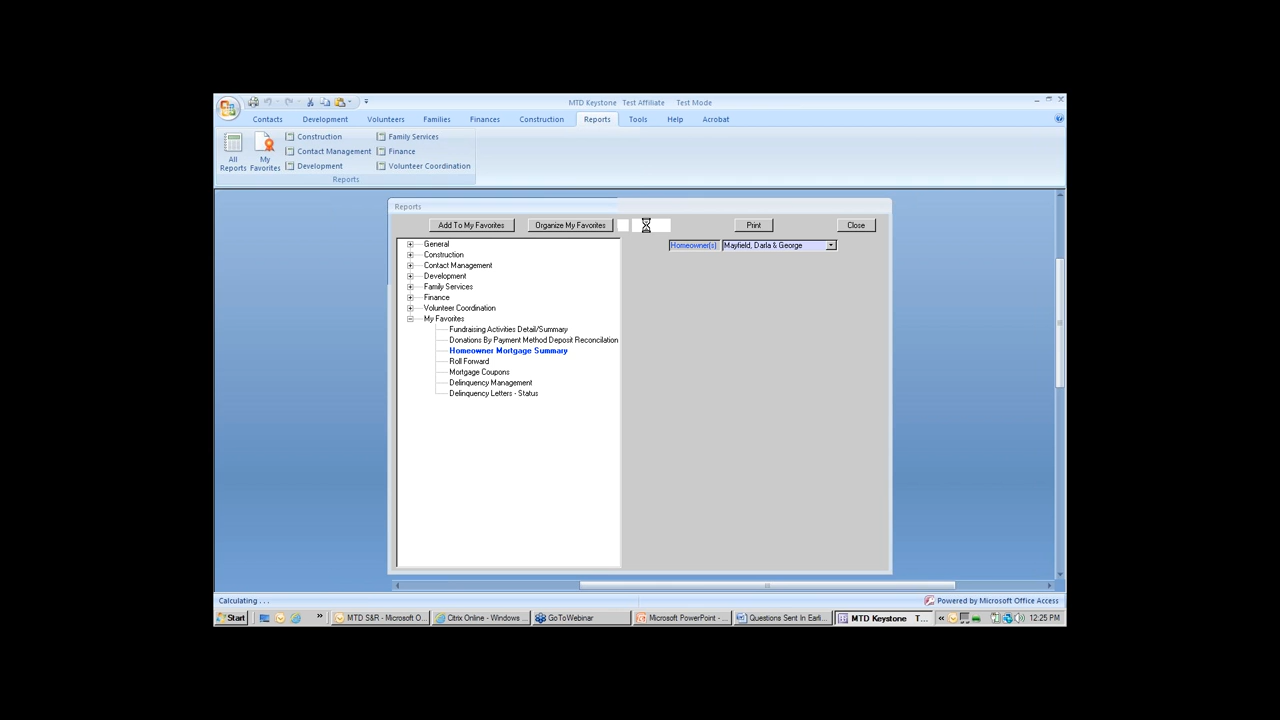 MTD Keystone Test Affiliate Test Mode
Contacts Development Volunteers Families Finances Construction Reports Tools Help Acrobat
All Reports
My Favorites
Construction
Contact Management
Development
Family Services
Finance
Volunteer Coordination
Reports
Reports
Add To My Favorites Organize My Favorites Print Close
Homeowner(s) Mayfield, Darla & George
General
Construction
Contact Management
Development
Family Services
Finance
Volunteer Coordination
My Favorites
Fundraising Activities Detail/Summary
Donations By Payment Method Deposit Reconcilation
Homeowner Mortgage Summary
Roll Forward
Mortgage Coupons
Delinquency Management
Delinquency Letters - Status
Calculating . . . Powered by Microsoft Office Access
Start MTD S&R - Microsoft O... Citrix Online - Windows ... GoToWebinar Microsoft PowerPoint - ... Questions Sent In Earli... MTD Keystone T... 12:25 PM